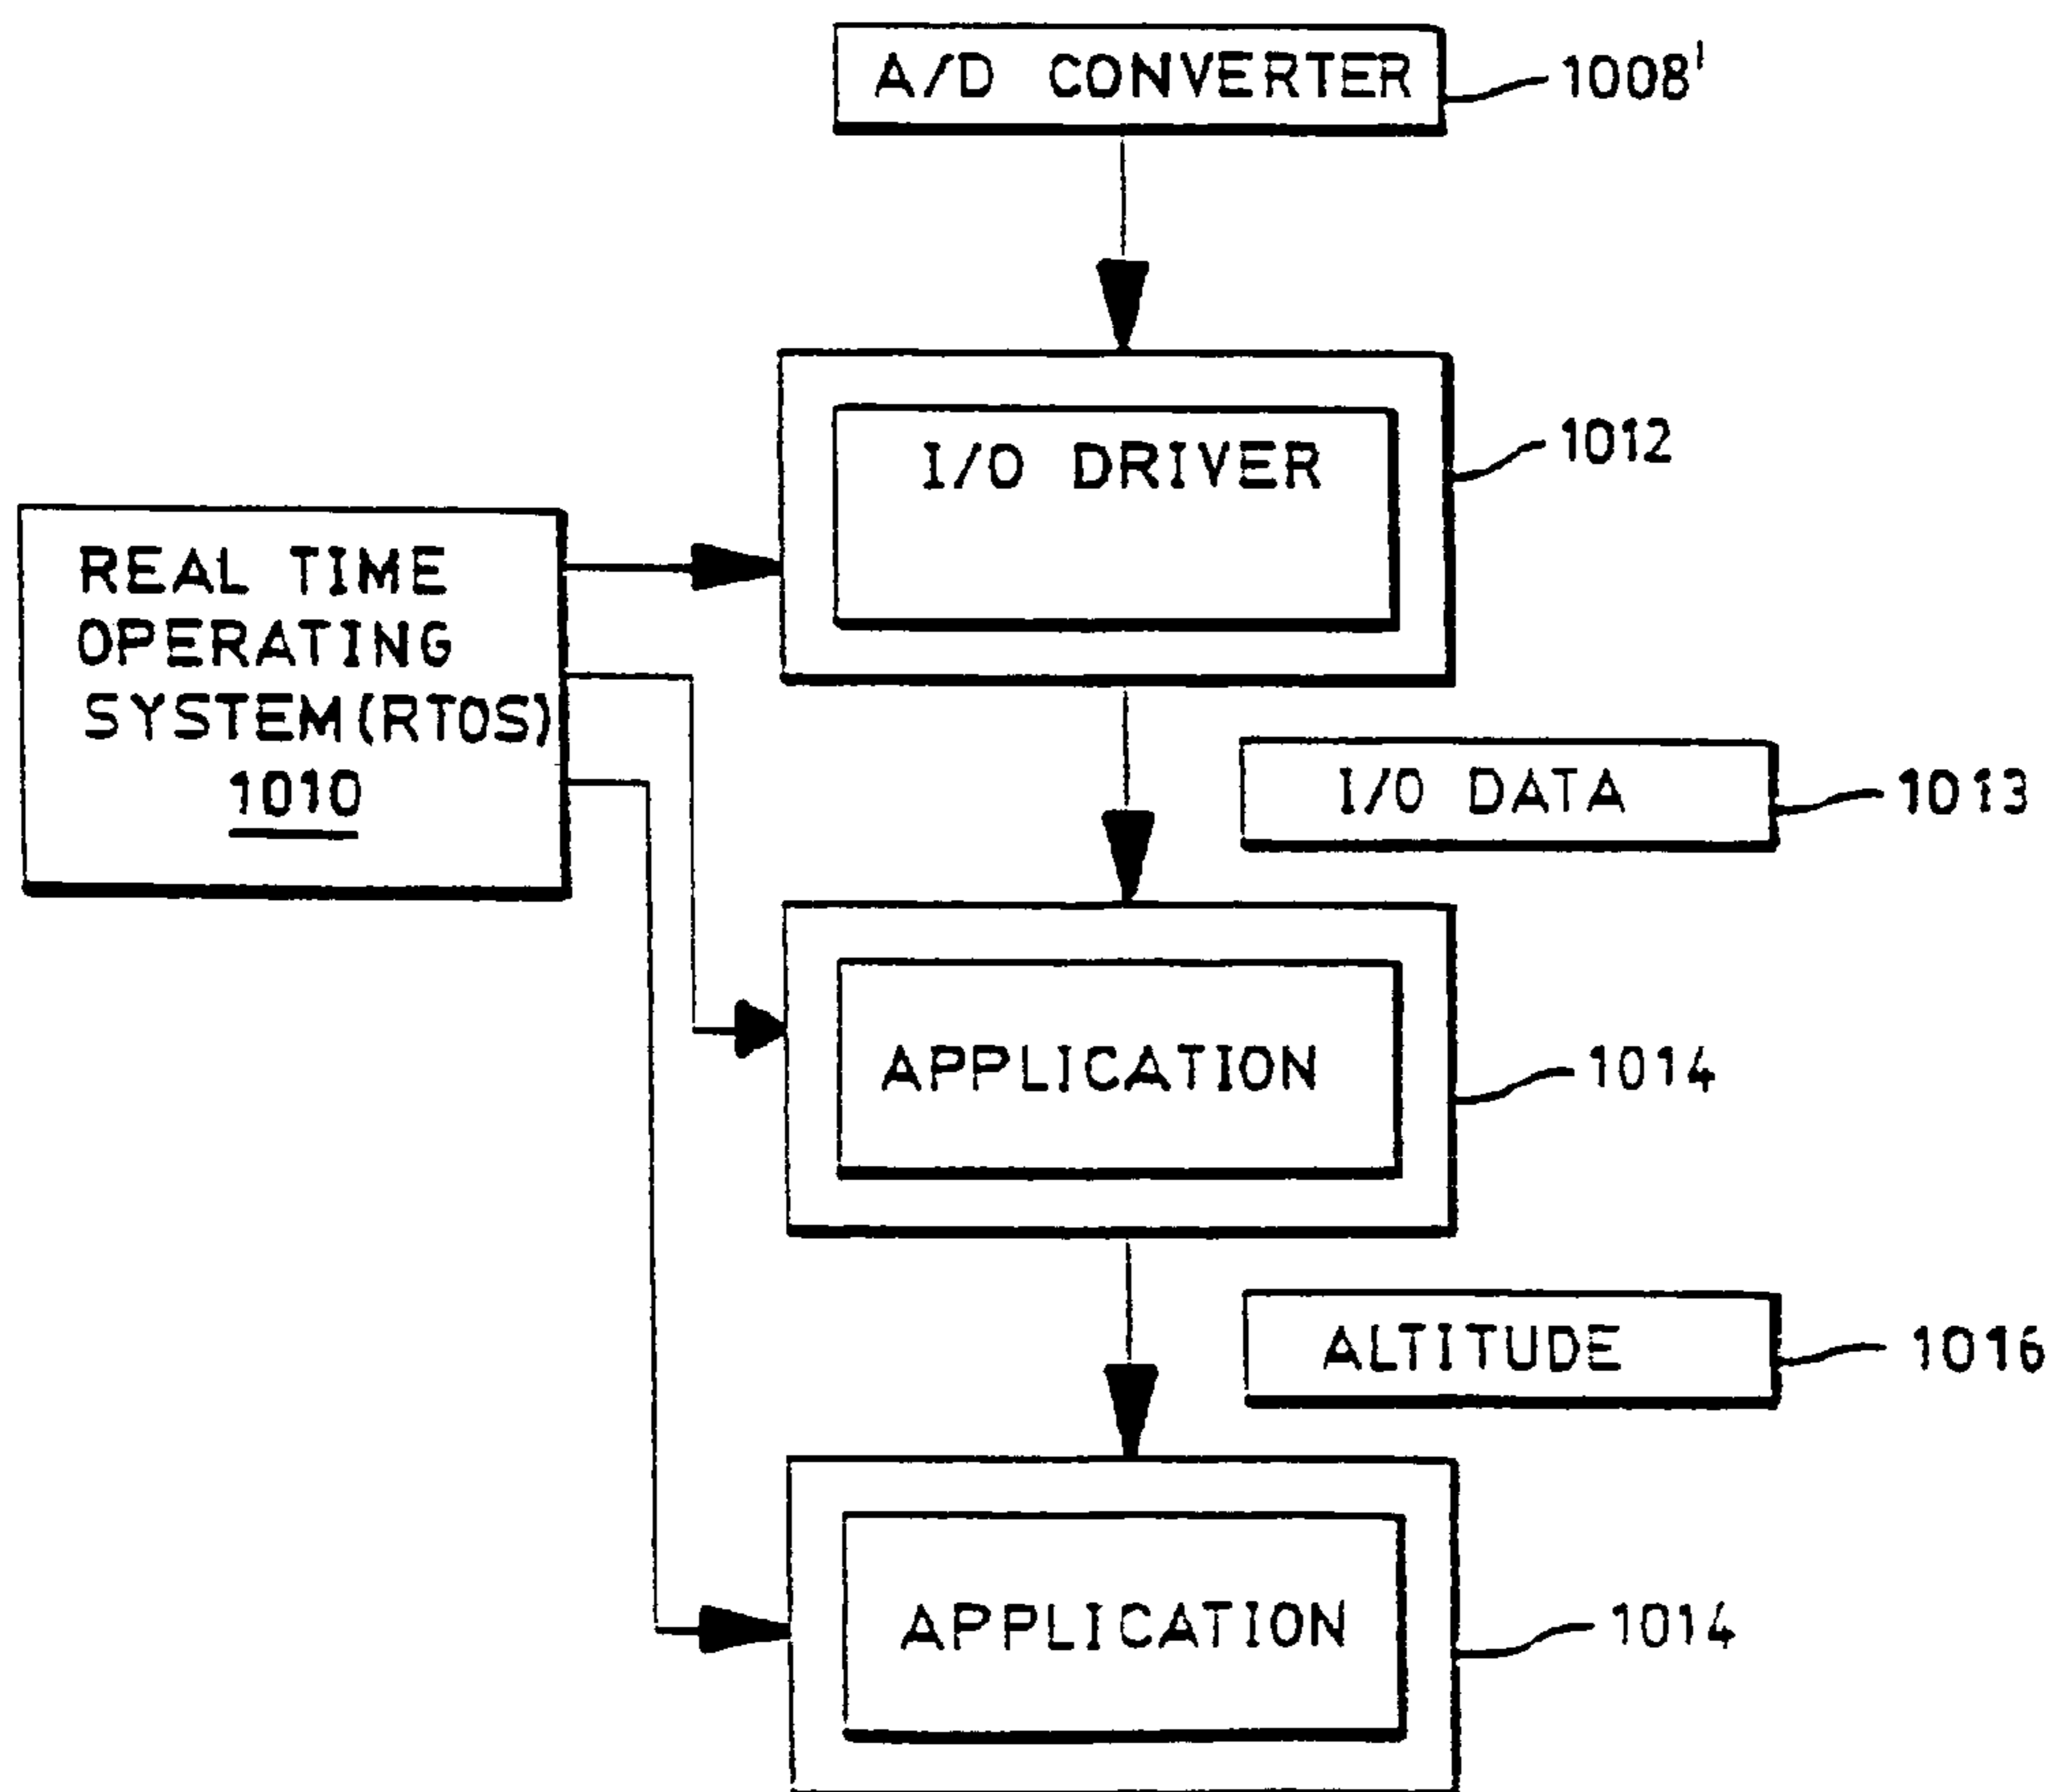 A/D CONVERTER
1008'
I/O DRIVER
1012
REAL TIME
OPERATING
SYSTEM(RTOS)
1010
I/O DATA
1013
APPLICATION
1014
ALTITUDE
1016
APPLICATION
1014